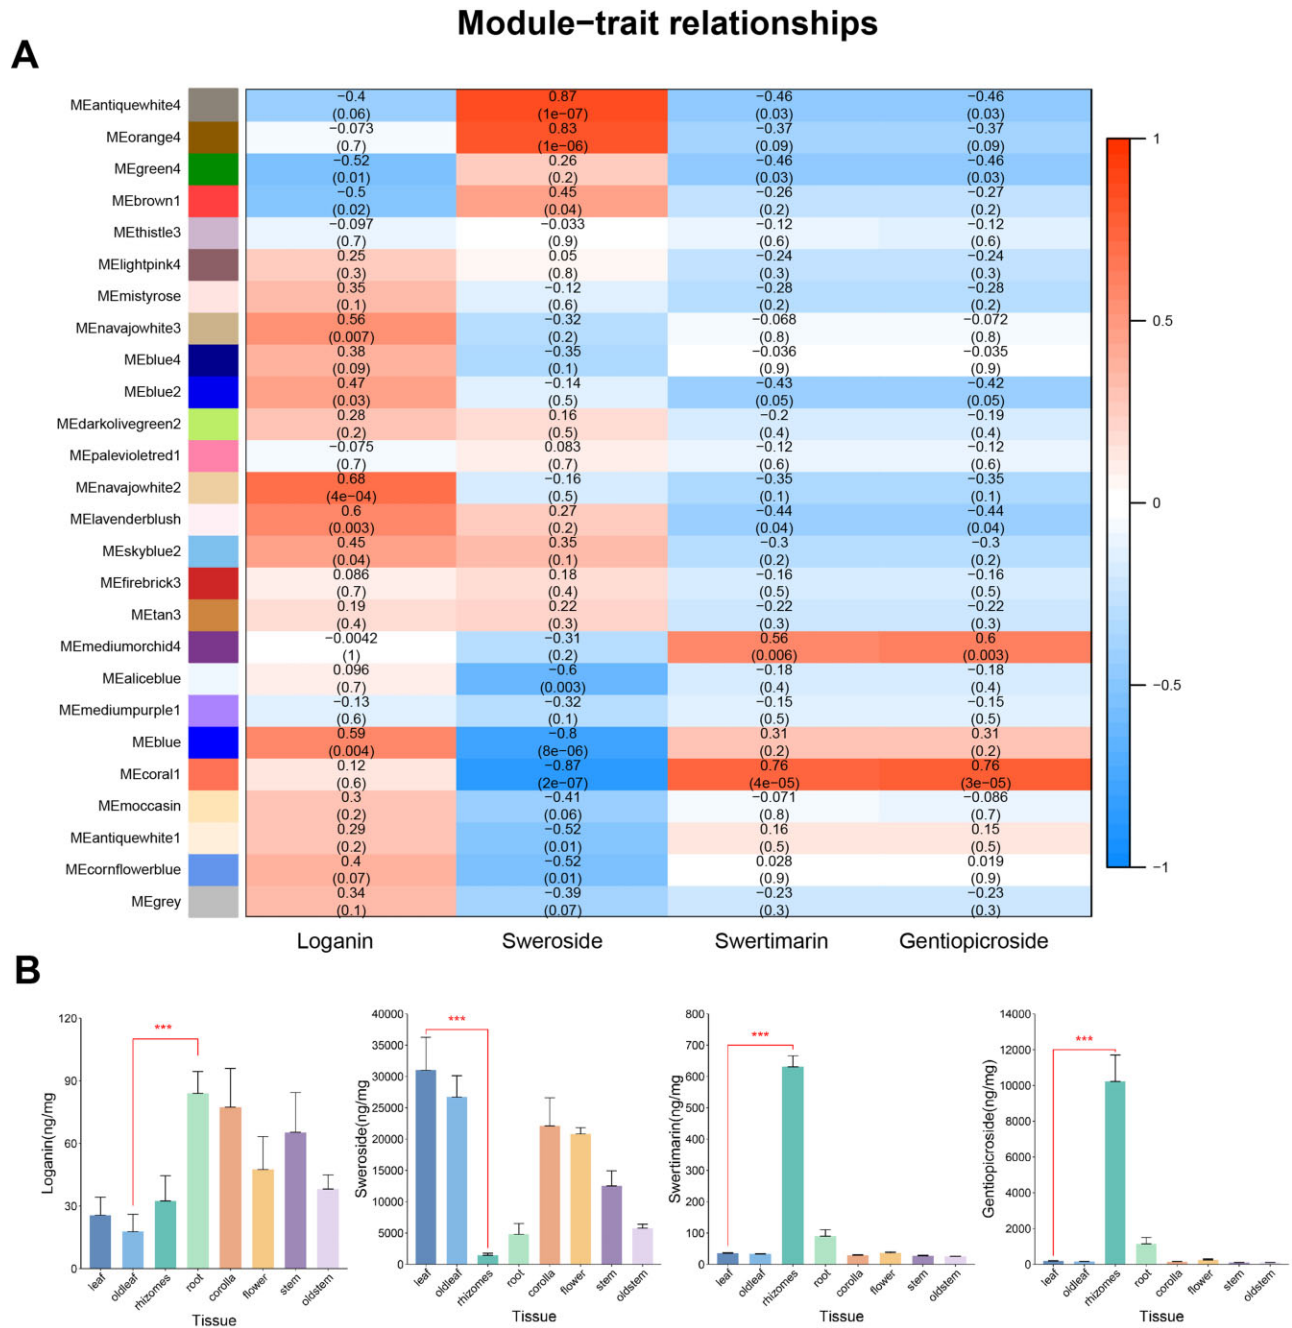 Module−trait relationships
A
MEantiquewhite4 −0.4 0.87 −0.46 −0.46
(0.06) (1e−07) (0.03) (0.03)
MEorange4 −0.073 0.83 −0.37 −0.37
(0.7) (1e−06) (0.09) (0.09)
MEgreen4 −0.52 0.26 −0.46 −0.46
(0.01) (0.2) (0.03) (0.03)
MEbrown1 −0.5 0.45 −0.26 −0.27
(0.02) (0.04) (0.2) (0.2)
MEthistle3 −0.097 −0.033 −0.12 −0.12
(0.7) (0.9) (0.6) (0.6)
MElightpink4 0.25 0.05 −0.24 −0.24
(0.3) (0.8) (0.3) (0.3)
MEmistyrose 0.35 −0.12 −0.28 −0.28
(0.1) (0.6) (0.2) (0.2)
MEnavajowhite3 0.56 −0.32 −0.068 −0.072
(0.007) (0.2) (0.8) (0.8)
MEblue4 0.38 −0.35 −0.036 −0.035
(0.09) (0.1) (0.9) (0.9)
MEblue2 0.47 −0.14 −0.43 −0.42
(0.03) (0.5) (0.05) (0.05)
MEdarkolivegreen2 0.28 0.16 −0.2 −0.19
(0.2) (0.5) (0.4) (0.4)
MEpalevioletred1 −0.075 0.083 −0.12 −0.12
(0.7) (0.7) (0.6) (0.6)
MEnavajowhite2 0.68 −0.16 −0.35 −0.35
(4e−04) (0.5) (0.1) (0.1)
MElavenderblush 0.6 0.27 −0.44 −0.44
(0.003) (0.2) (0.04) (0.04)
MEskyblue2 0.45 0.35 −0.3 −0.3
(0.04) (0.1) (0.2) (0.2)
MEfirebrick3 0.086 0.18 −0.16 −0.16
(0.7) (0.4) (0.5) (0.5)
MEtan3 0.19 0.22 −0.22 −0.22
(0.4) (0.3) (0.3) (0.3)
MEmediumorchid4 −0.0042 −0.31 0.56 0.6
(1) (0.2) (0.006) (0.003)
MEaliceblue 0.096 −0.6 −0.18 −0.18
(0.7) (0.003) (0.4) (0.4)
MEmediumpurple1 −0.13 −0.32 −0.15 −0.15
(0.6) (0.1) (0.5) (0.5)
MEblue 0.59 −0.8 0.31 0.31
(0.004) (8e−06) (0.2) (0.2)
MEcoral1 0.12 −0.87 0.76 0.76
(0.6) (2e−07) (4e−05) (3e−05)
MEmoccasin 0.3 −0.41 −0.071 −0.086
(0.2) (0.06) (0.8) (0.7)
MEantiquewhite1 0.29 −0.52 0.16 0.15
(0.2) (0.01) (0.5) (0.5)
MEcornflowerblue 0.4 −0.52 0.028 0.019
(0.07) (0.01) (0.9) (0.9)
MEgrey 0.34 −0.39 −0.23 −0.23
(0.1) (0.07) (0.3) (0.3)
Loganin Sweroside Swertimarin Gentiopicroside
1
0.5
0
−0.5
−1
B
Loganin(ng/mg)
120
90
60
30
0
***
leaf oldleaf rhizomes root corolla flower stem oldstem
Tissue
Sweroside(ng/mg
40000
35000
30000
25000
20000
15000
10000
5000
0
***
leaf oldleaf rhizomes root corolla flower stem oldstem
Tissue
Swertimarin(ng/mg)
800
700
600
500
400
300
200
100
0
***
leaf oldleaf rhizomes root corolla flower stem oldstem
Tissue
Gentiopicroside(ng/mg)
14000
12000
10000
8000
6000
4000
2000
0
***
leaf oldleaf rhizomes root corolla flower stem oldstem
Tissue